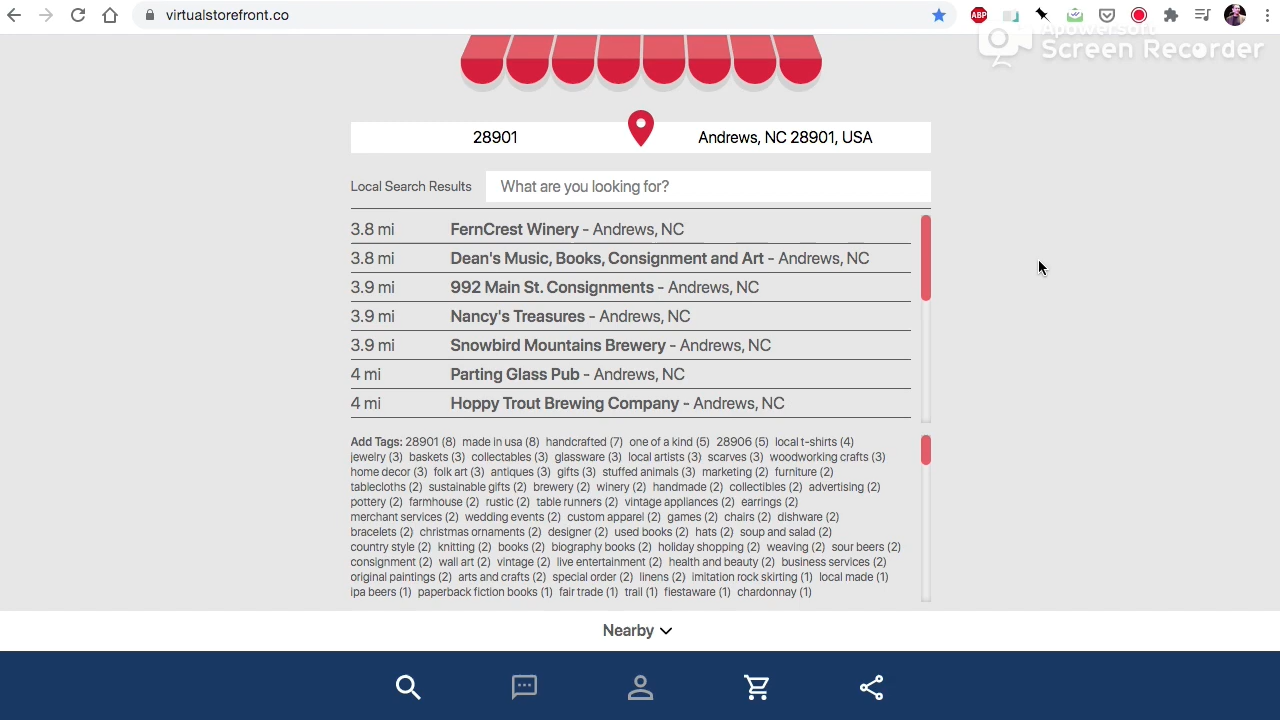 virtualstorefront.co
ABP
Apowersoft
Screen Recorder
28901
Andrews, NC 28901, USA
Local Search Results
What are you looking for?
3.8 mi FernCrest Winery - Andrews, NC
3.8 mi Dean's Music, Books, Consignment and Art - Andrews, NC
3.9 mi 992 Main St. Consignments - Andrews, NC
3.9 mi Nancy's Treasures - Andrews, NC
3.9 mi Snowbird Mountains Brewery - Andrews, NC
4 mi Parting Glass Pub - Andrews, NC
4 mi Hoppy Trout Brewing Company - Andrews, NC
Add Tags: 28901 (8) made in usa (8) handcrafted (7) one of a kind (5) 28906 (5) local t-shirts (4)
jewelry (3) baskets (3) collectables (3) glassware (3) local artists (3) scarves (3) woodworking crafts (3)
home decor (3) folk art (3) antiques (3) gifts (3) stuffed animals (3) marketing (2) furniture (2)
tablecloths (2) sustainable gifts (2) brewery (2) winery (2) handmade (2) collectibles (2) advertising (2)
pottery (2) farmhouse (2) rustic (2) table runners (2) vintage appliances (2) earrings (2)
merchant services (2) wedding events (2) custom apparel (2) games (2) chairs (2) dishware (2)
bracelets (2) christmas ornaments (2) designer (2) used books (2) hats (2) soup and salad (2)
country style (2) knitting (2) books (2) biography books (2) holiday shopping (2) weaving (2) sour beers (2)
consignment (2) wall art (2) vintage (2) live entertainment (2) health and beauty (2) business services (2)
original paintings (2) arts and crafts (2) special order (2) linens (2) imitation rock skirting (1) local made (1)
ipa beers (1) paperback fiction books (1) fair trade (1) trail (1) fiestaware (1) chardonnay (1)
Nearby